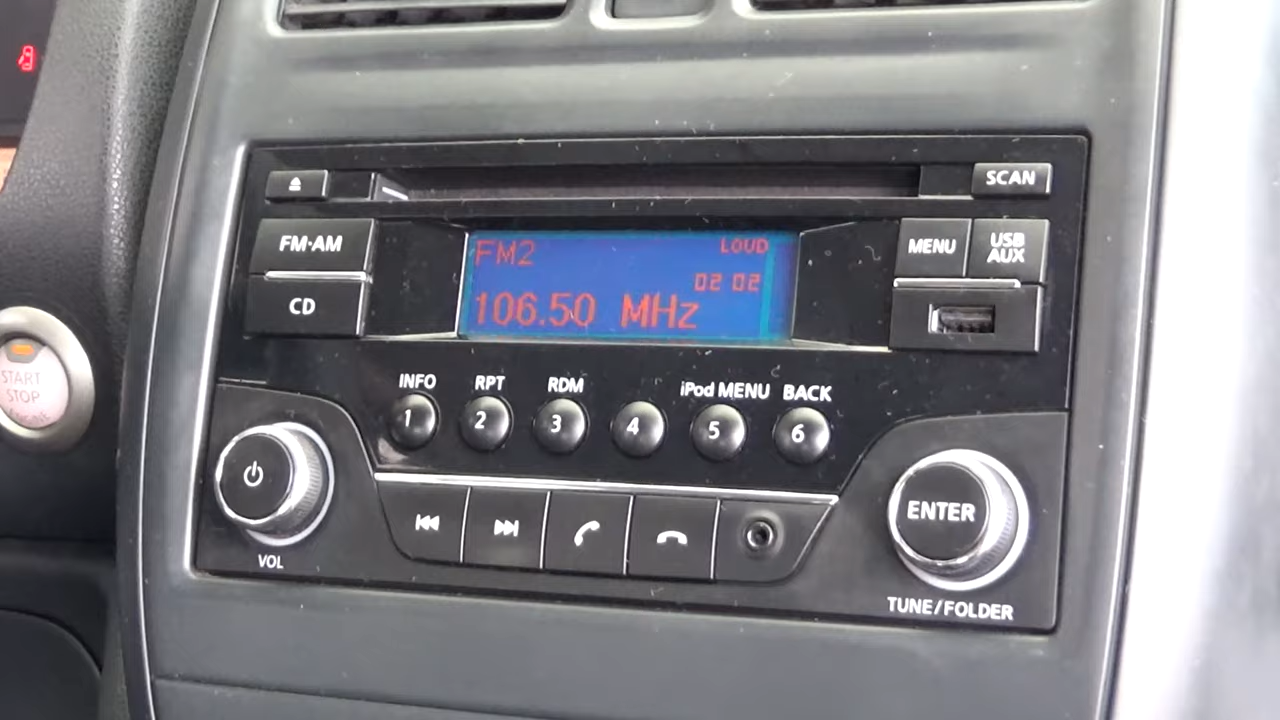 SCAN
FM·AM
CD
FM2
LOUD
02 02
106.50 MHz
MENU
USB
AUX
START
STOP
INFO
RPT
RDM
iPod MENU
BACK
1
2
3
4
5
6
VOL
ENTER
TUNE/FOLDER